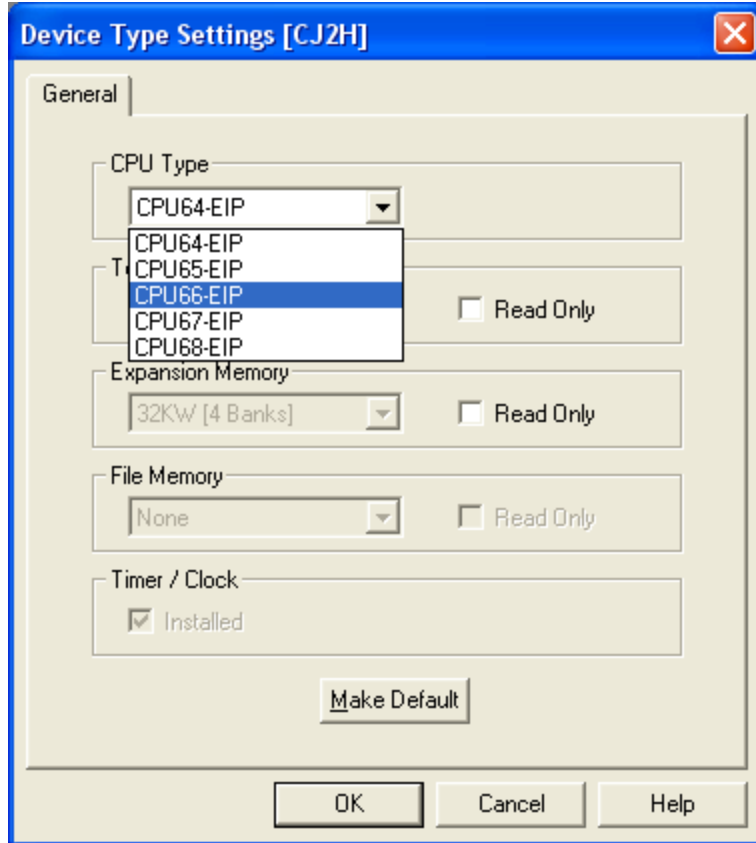 Device Type Settings [CJ2H]
General
CPU Type
CPU64-EIP
CPU64-EIP
CPU65-EIP
CPU66-EIP
CPU67-EIP
CPU68-EIP
Read Only
Expansion Memory
32KW [4 Banks]
Read Only
File Memory
None
Read Only
Timer / Clock
Installed
Make Default
OK
Cancel
Help